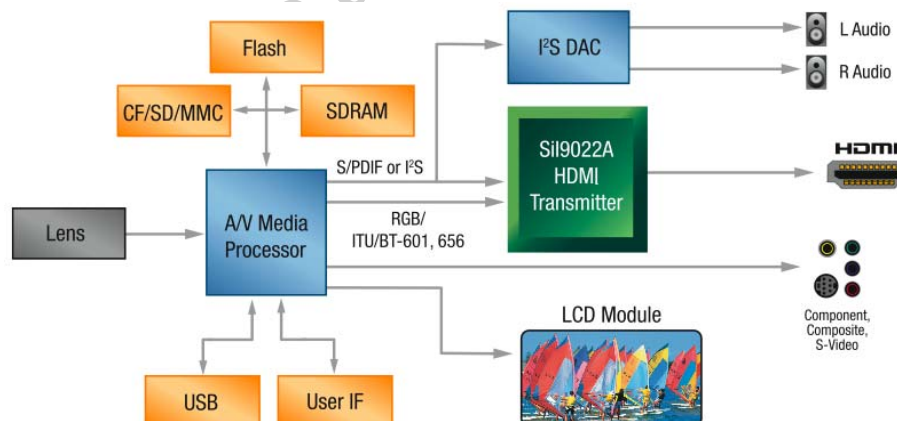 Flash
CF/SD/MMC
SDRAM
I²S DAC
L Audio
R Audio
S/PDIF or I²S
SiI9022A
HDMI
Transmitter
HDMI
Lens
A/V Media
Processor
RGB/
ITU/BT-601, 656
LCD Module
Component,
Composite,
S-Video
USB
User IF